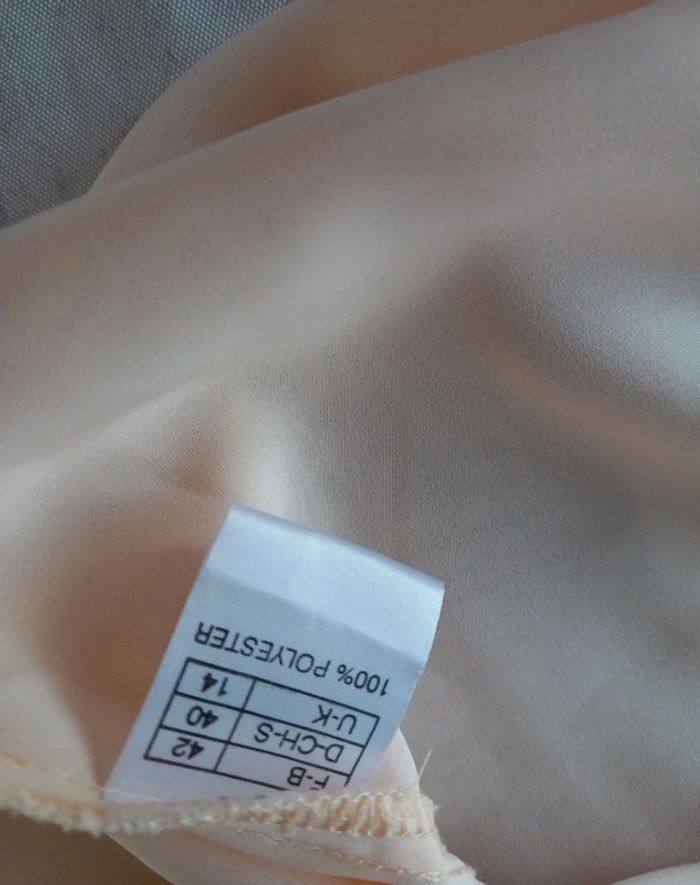 F-B 42
D-CH-S 40
U-K 14
100% POLYESTER